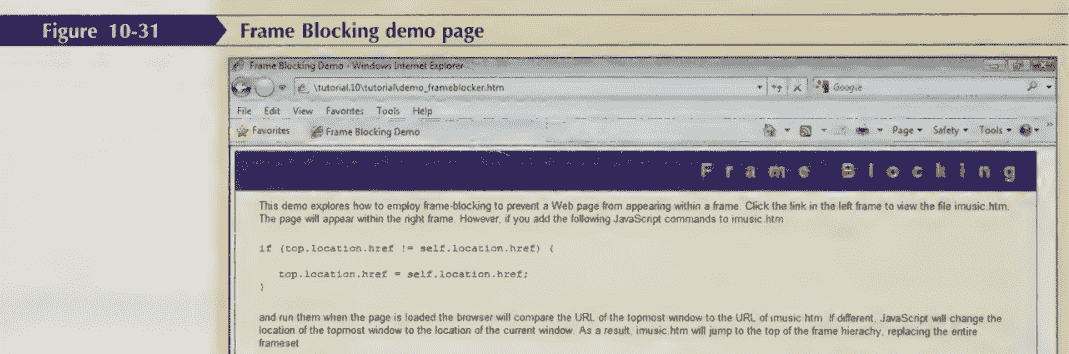 Figure 10-31
Frame Blocking demo page
Frame Blocking Demo - Windows Internet Explorer
\tutorial.10\tutorial\demo_frameblocker.htm
Google
File Edit View Favorites Tools Help
Favorites
Frame Blocking Demo
Page Safety Tools
Frame Blocking
This demo explores how to employ frame-blocking to prevent a Web page from appearing within a frame. Click the link in the left frame to view the file imusic.htm.
The page will appear within the right frame. However, if you add the following JavaScript commands to imusic.htm
if (top.location.href != self.location.href) {
top.location.href = self.location.href;
}
and run them when the page is loaded the browser will compare the URL of the topmost window to the URL of imusic.htm. If different, JavaScript will change the
location of the topmost window to the location of the current window. As a result, imusic.htm will jump to the top of the frame hierachy, replacing the entire
frameset